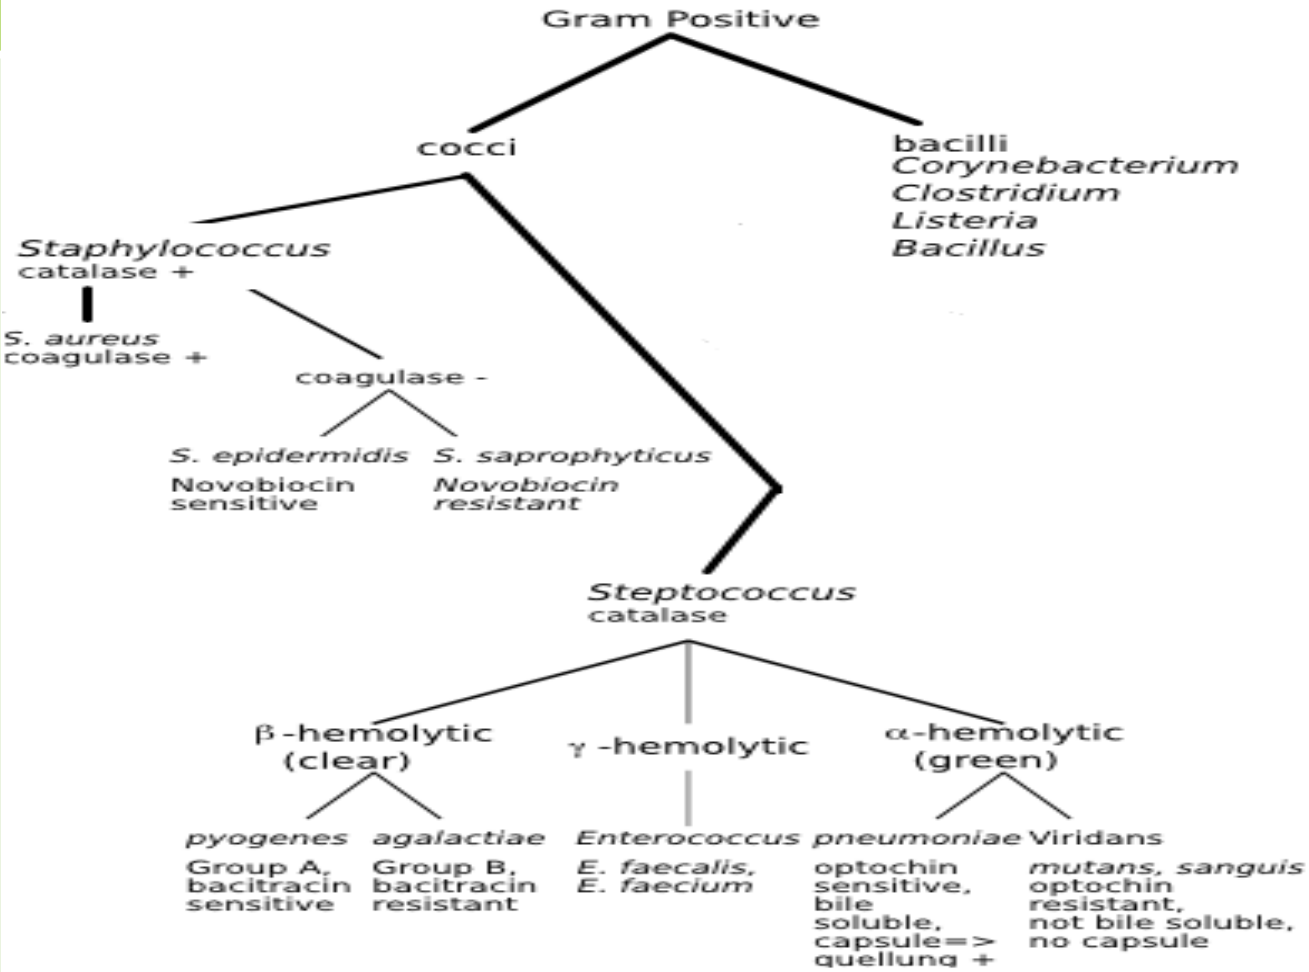 Gram Positive
cocci
bacilli
Corynebacterium
Clostridium
Listeria
Bacillus
Staphylococcus
catalase +
S. aureus
coagulase +
coagulase -
S. epidermidis
Novobiocin
sensitive
S. saprophyticus
Novobiocin
resistant
Steptococcus
catalase
β-hemolytic
(clear)
γ -hemolytic
α-hemolytic
(green)
pyogenes
Group A,
bacitracin
sensitive
agalactiae
Group B,
bacitracin
resistant
Enterococcus
E. faecalis,
E. faecium
pneumoniae
optochin
sensitive,
bile
soluble,
capsule=>
quellung +
Viridans
mutans, sanguis
optochin
resistant,
not bile soluble,
no capsule